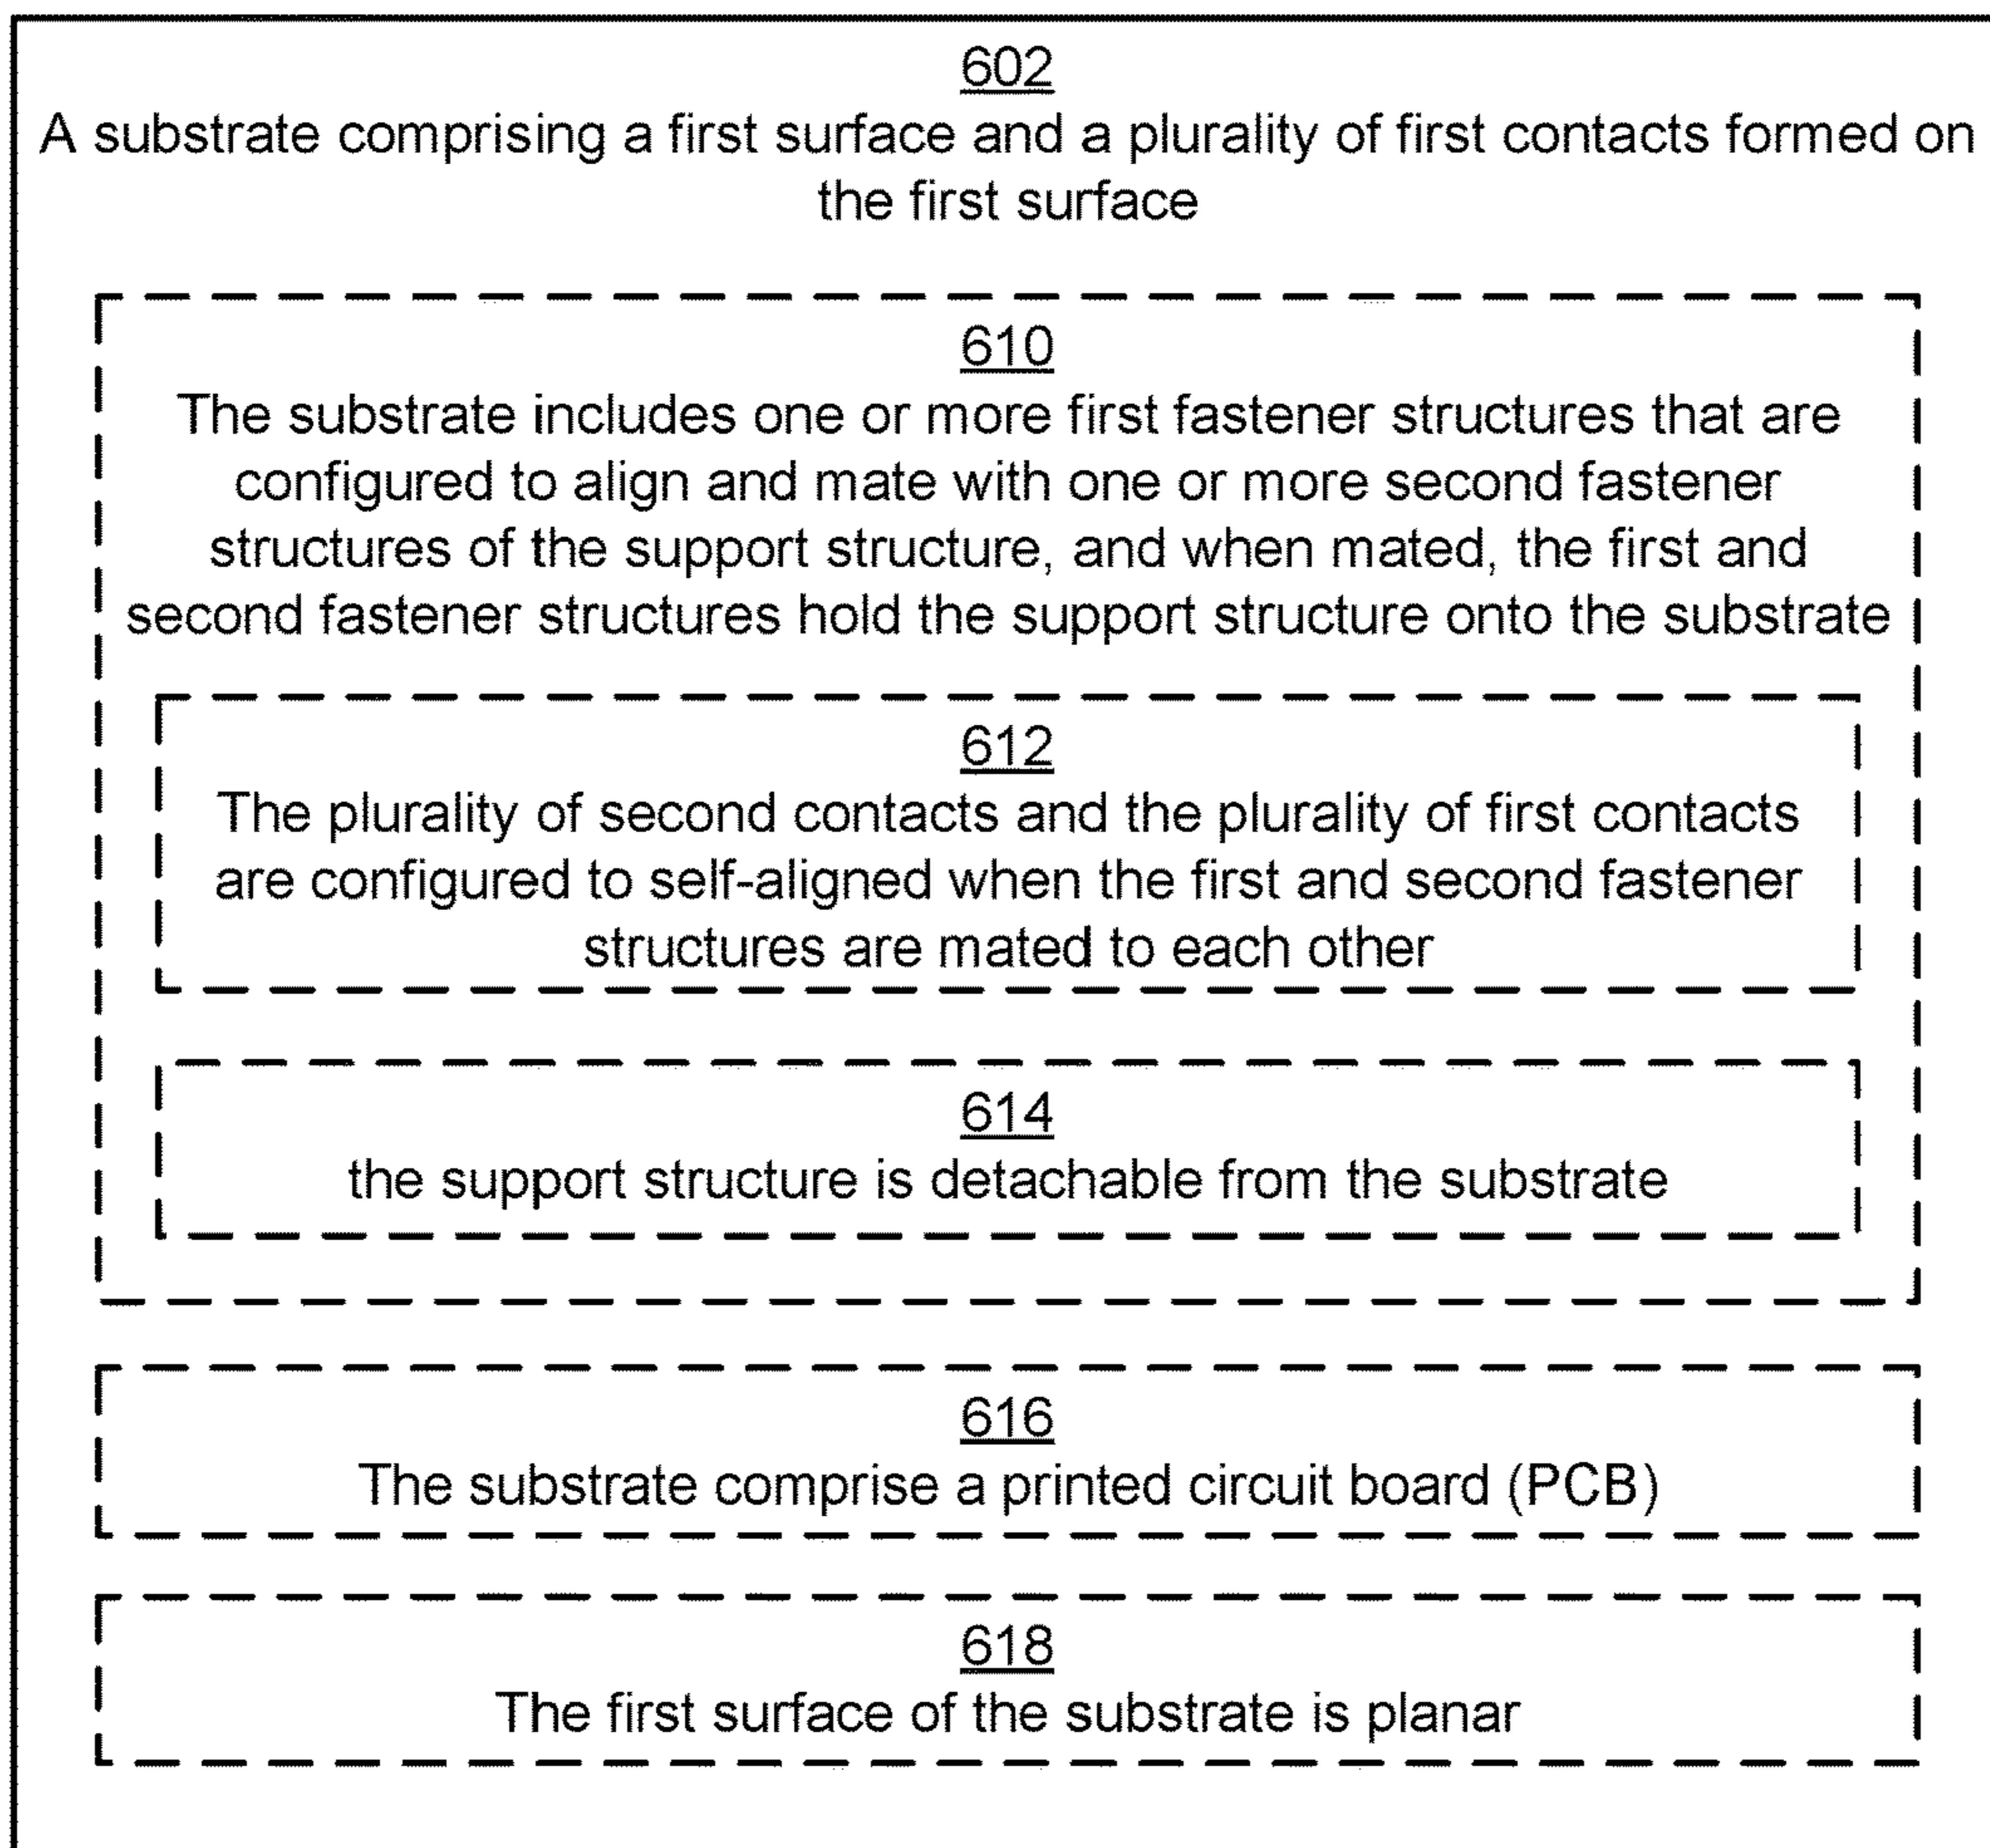 602
A substrate comprising a first surface and a plurality of first contacts formed on
the first surface
610
The substrate includes one or more first fastener structures that are
configured to align and mate with one or more second fastener
structures of the support structure, and when mated, the first and
second fastener structures hold the support structure onto the substrate
612
The plurality of second contacts and the plurality of first contacts
are configured to self-aligned when the first and second fastener
structures are mated to each other
614
the support structure is detachable from the substrate
616
The substrate comprise a printed circuit board (PCB)
618
The first surface of the substrate is planar